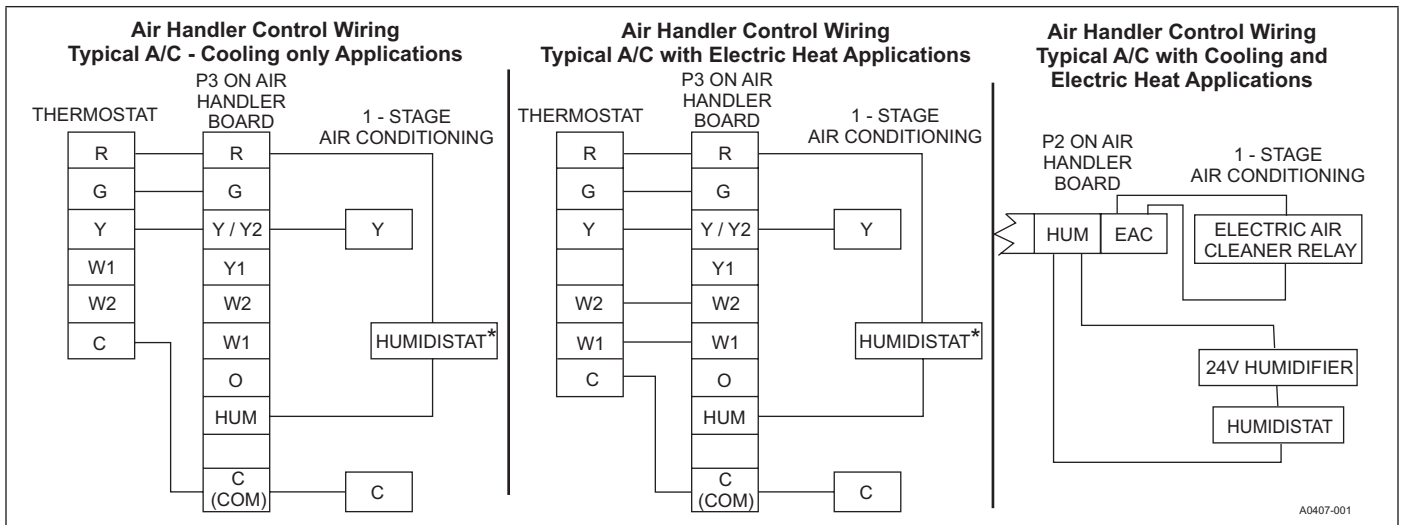 Air Handler Control Wiring
Typical A/C - Cooling only Applications
P3 ON AIR
HANDLER
BOARD
THERMOSTAT
1 - STAGE
AIR CONDITIONING
R
R
G
G
Y
Y / Y2
Y
W1
Y1
W2
W2
C
W1
HUMIDISTAT*
O
HUM
C
(COM)
C
Air Handler Control Wiring
Typical A/C with Electric Heat Applications
P3 ON AIR
HANDLER
BOARD
THERMOSTAT
1 - STAGE
AIR CONDITIONING
R
R
G
G
Y
Y / Y2
Y
Y1
W2
W2
W1
W1
HUMIDISTAT*
C
O
HUM
C
(COM)
C
Air Handler Control Wiring
Typical A/C with Cooling and
Electric Heat Applications
P2 ON AIR
HANDLER
BOARD
1 - STAGE
AIR CONDITIONING
HUM
EAC
ELECTRIC AIR
CLEANER RELAY
24V HUMIDIFIER
HUMIDISTAT
A0407-001